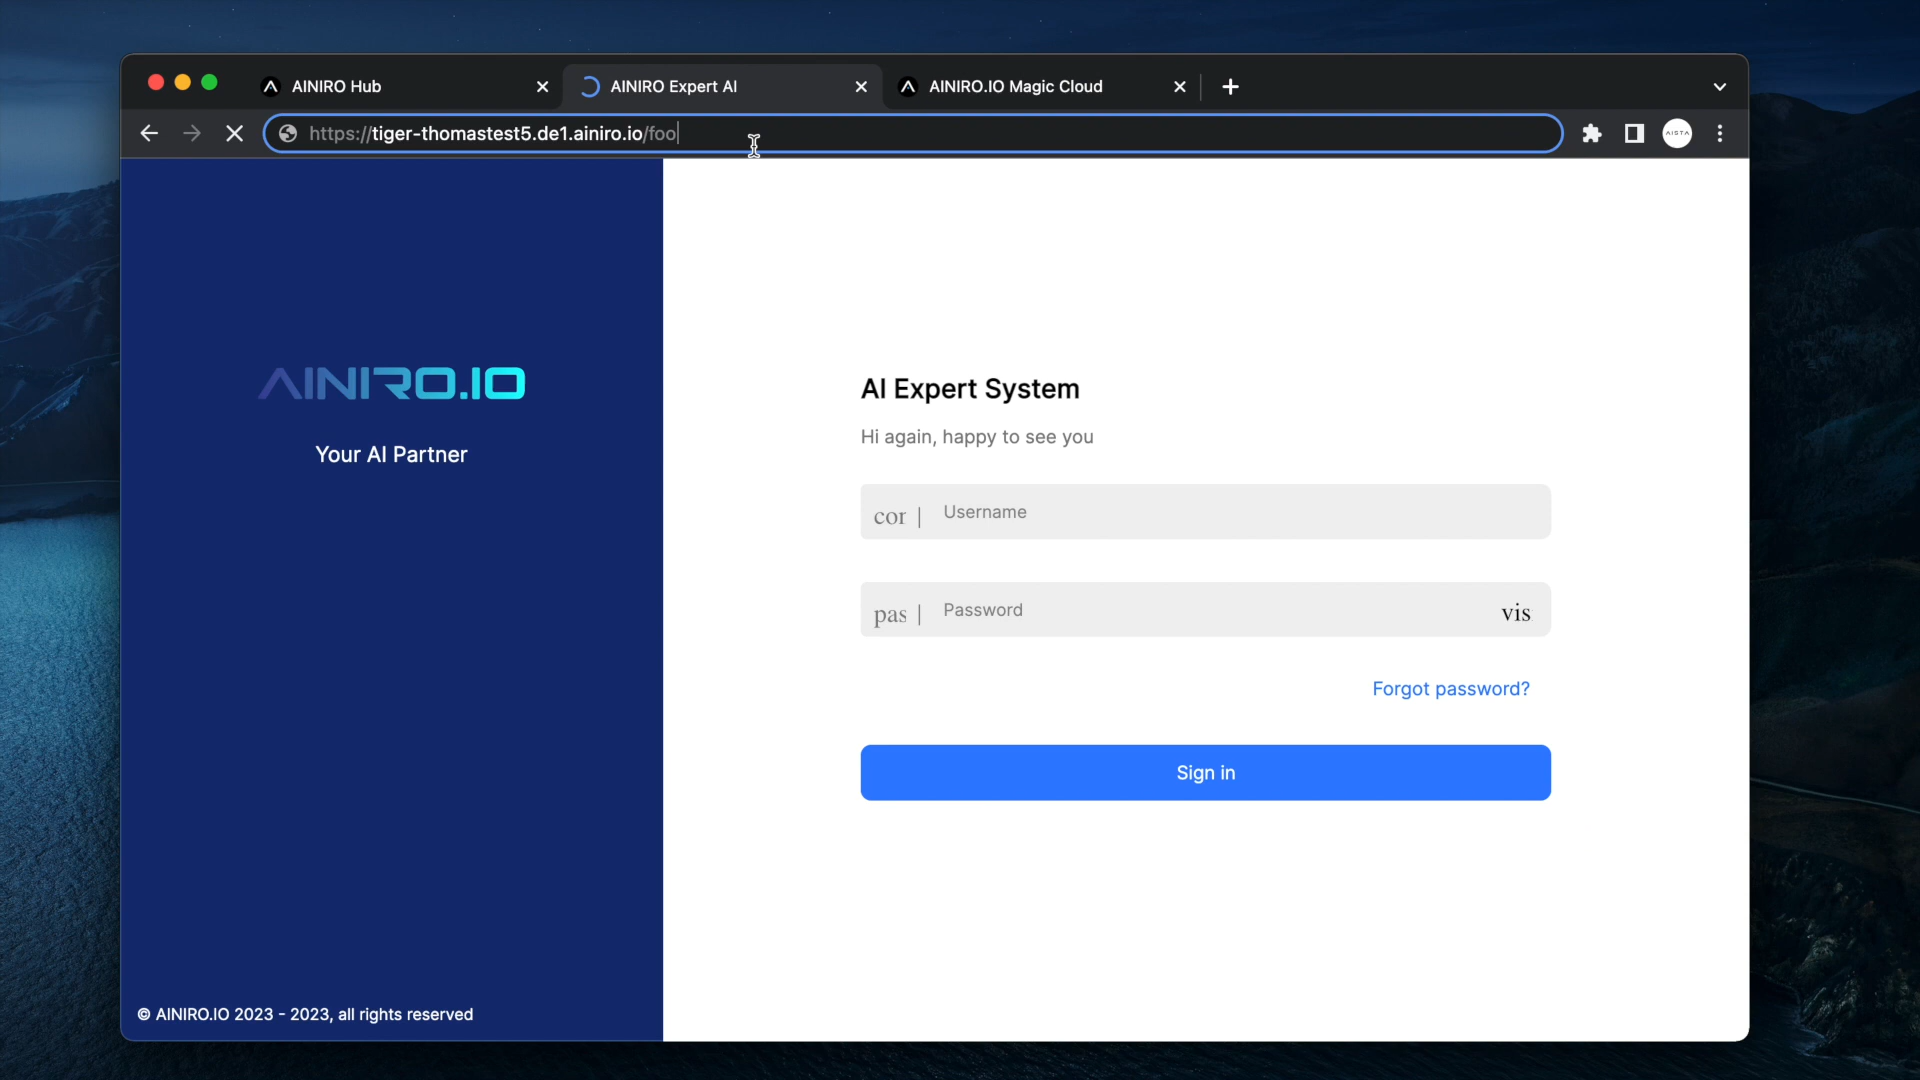 AINIRO Hub
AINIRO Expert AI
AINIRO.IO Magic Cloud
https://tiger-thomastest5.de1.ainiro.io/foo
AISTA
AINIRO.IO
Your AI Partner
© AINIRO.IO 2023 - 2023, all rights reserved
AI Expert System
Hi again, happy to see you
cor | Username
pas | Password vis
Forgot password?
Sign in